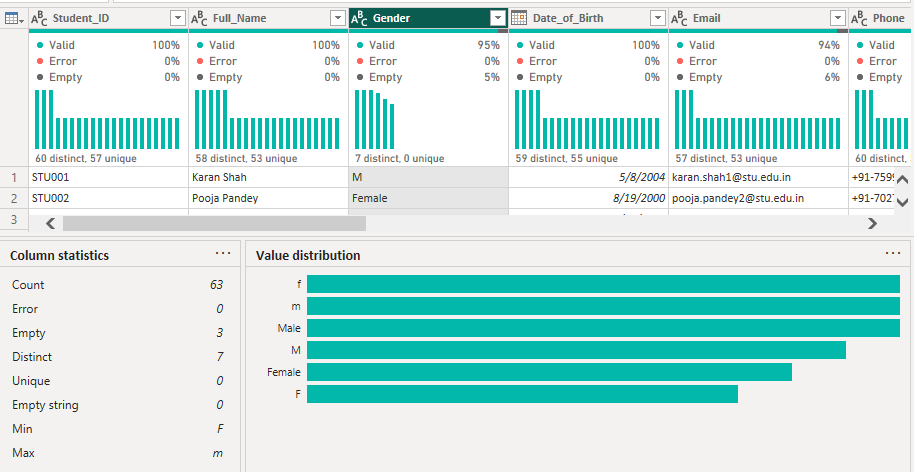 Student_ID Full_Name Gender Date_of_Birth Email Phone
Valid 100% Valid 100% Valid 95% Valid 100% Valid 94% Valid
Error 0% Error 0% Error 0% Error 0% Error 0% Error
Empty 0% Empty 0% Empty 5% Empty 0% Empty 6% Empty
60 distinct, 57 unique 58 distinct, 53 unique 7 distinct, 0 unique 59 distinct, 55 unique 57 distinct, 53 unique 60 distinct,
1 STU001 Karan Shah M 5/8/2004 karan.shah1@stu.edu.in +91-759
2 STU002 Pooja Pandey Female 8/19/2000 pooja.pandey2@stu.edu.in +91-702
3
Column statistics ...
Count 63
Error 0
Empty 3
Distinct 7
Unique 0
Empty string 0
Min F
Max m
Value distribution ...
f
m
Male
M
Female
F